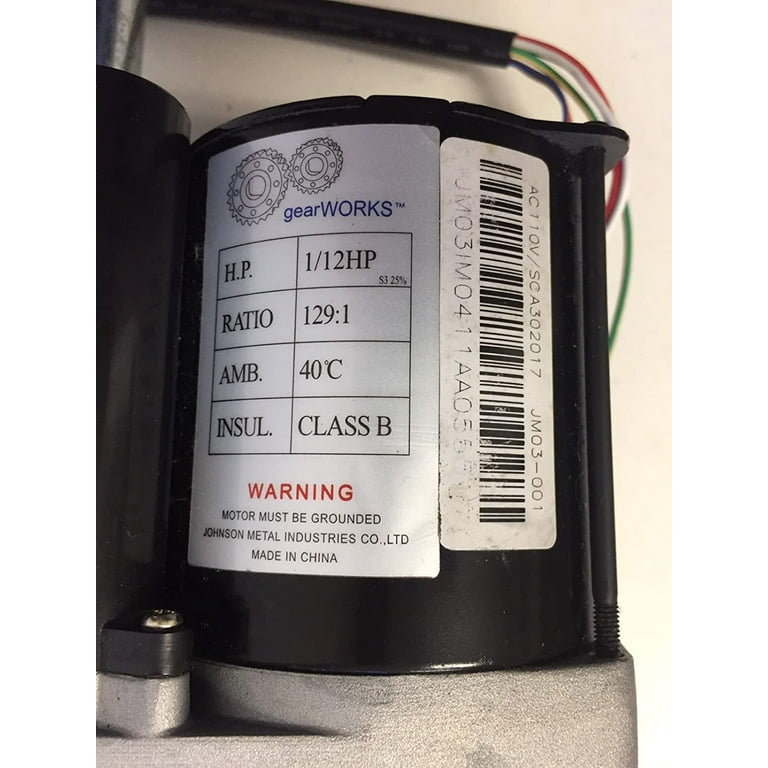 gearWORKS™
H.P. 1/12HP S3 25%
RATIO 129:1
AMB. 40℃
INSUL. CLASS B
WARNING
MOTOR MUST BE GROUNDED
JOHNSON METAL INDUSTRIES CO.,LTD
MADE IN CHINA
AC110V/SCA302017 JM03-001